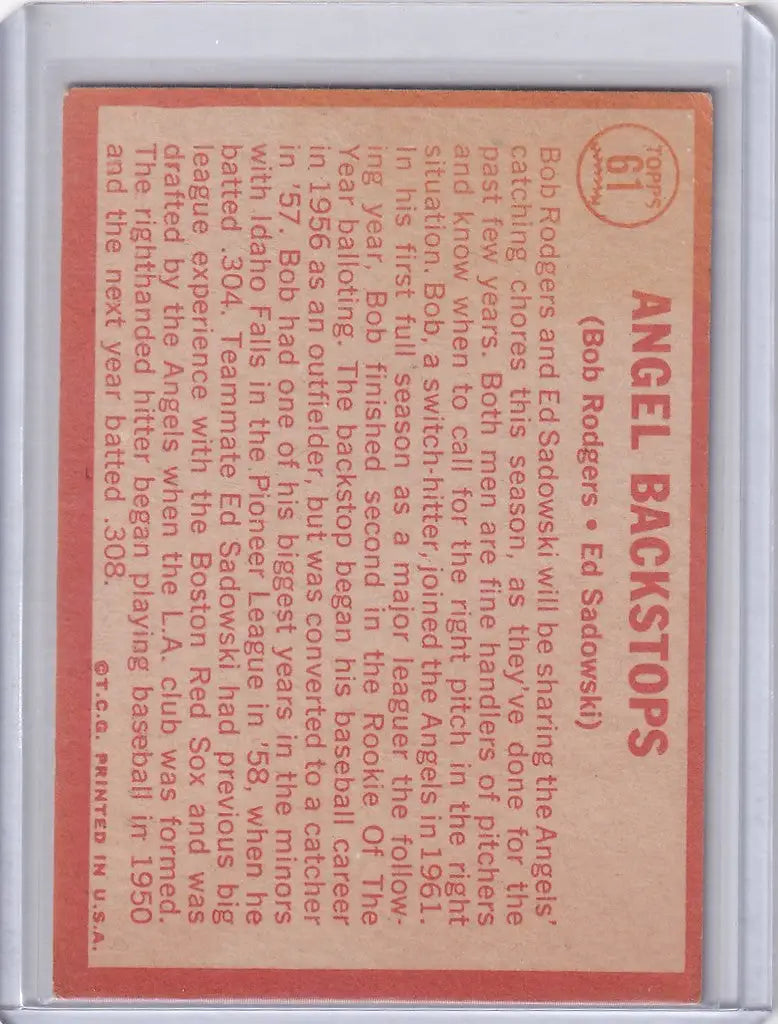 TOPPS
61
ANGEL BACKSTOPS
(Bob Rodgers • Ed Sadowski)
Bob Rodgers and Ed Sadowski will be sharing the Angels'
catching chores this season, as they've done for the
past few years. Both men are fine handlers of pitchers
and know when to call for the right pitch in the right
situation. Bob, a switch-hitter, joined the Angels in 1961.
In his first full season as a major leaguer the follow-
ing year, Bob finished second in the Rookie Of The
Year balloting. The backstop began his baseball career
in 1956 as an outfielder, but was converted to a catcher
in '57. Bob had one of his biggest years in the minors
with Idaho Falls in the Pioneer League in '58, when he
batted .304. Teammate Ed Sadowski had previous big
league experience with the Boston Red Sox and was
drafted by the Angels when the L.A. club was formed.
The righthanded hitter began playing baseball in 1950
and the next year batted .308.
©T.C.G. PRINTED IN U.S.A.